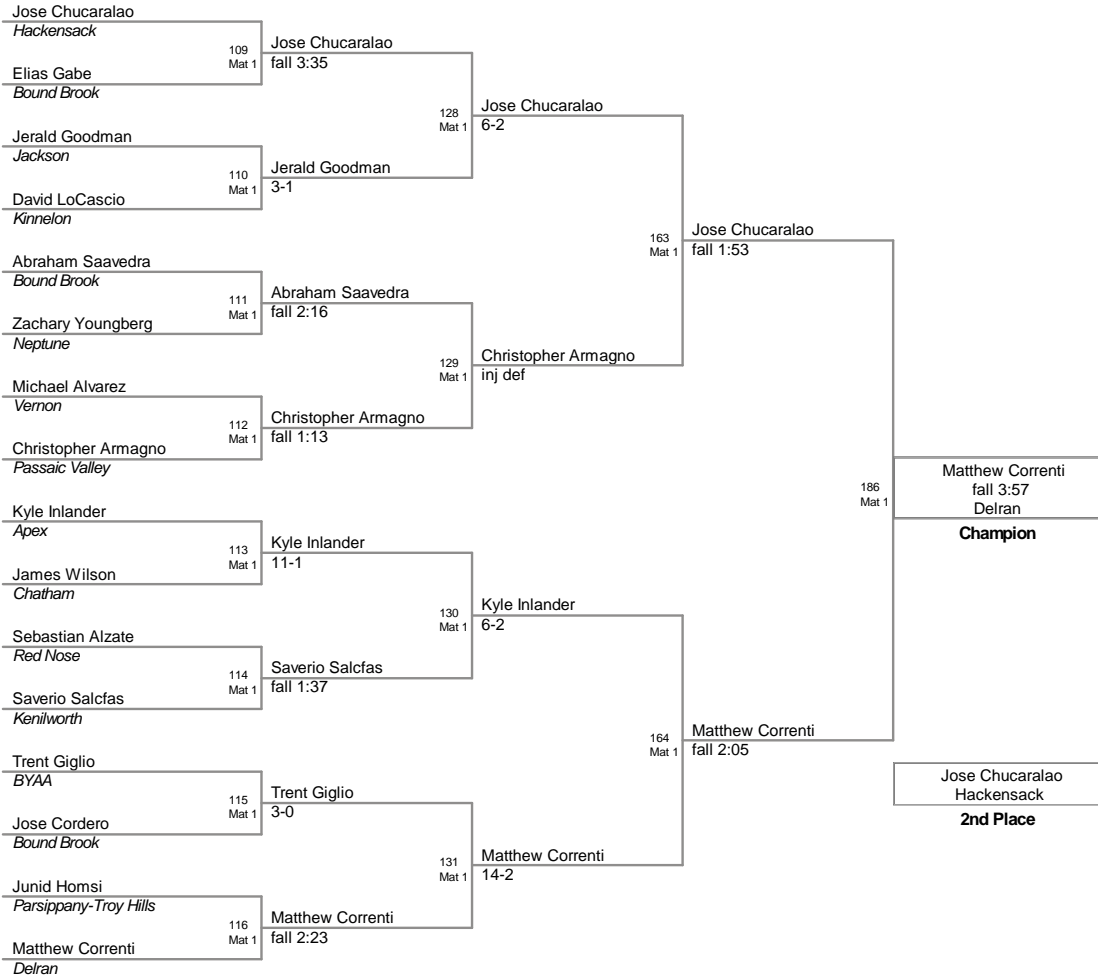 Jose Chucaralao
Hackensack
109
Mat 1
Jose Chucaralao
fall 3:35
Elias Gabe
Bound Brook
128
Mat 1
Jose Chucaralao
6-2
Jerald Goodman
Jackson
110
Mat 1
Jerald Goodman
3-1
David LoCascio
Kinnelon
163
Mat 1
Jose Chucaralao
fall 1:53
Abraham Saavedra
Bound Brook
111
Mat 1
Abraham Saavedra
fall 2:16
Zachary Youngberg
Neptune
129
Mat 1
Christopher Armagno
inj def
Michael Alvarez
Vernon
112
Mat 1
Christopher Armagno
fall 1:13
Christopher Armagno
Passaic Valley
186
Mat 1
Matthew Correnti
fall 3:57
Delran
Champion
Kyle Inlander
Apex
113
Mat 1
Kyle Inlander
11-1
James Wilson
Chatham
130
Mat 1
Kyle Inlander
6-2
Sebastian Alzate
Red Nose
114
Mat 1
Saverio Salcfas
fall 1:37
Saverio Salcfas
Kenilworth
164
Mat 1
Matthew Correnti
fall 2:05
Trent Giglio
BYAA
115
Mat 1
Trent Giglio
3-0
Jose Chucaralao
Hackensack
2nd Place
Jose Cordero
Bound Brook
131
Mat 1
Matthew Correnti
14-2
Junid Homsi
Parsippany-Troy Hills
116
Mat 1
Matthew Correnti
fall 2:23
Matthew Correnti
Delran